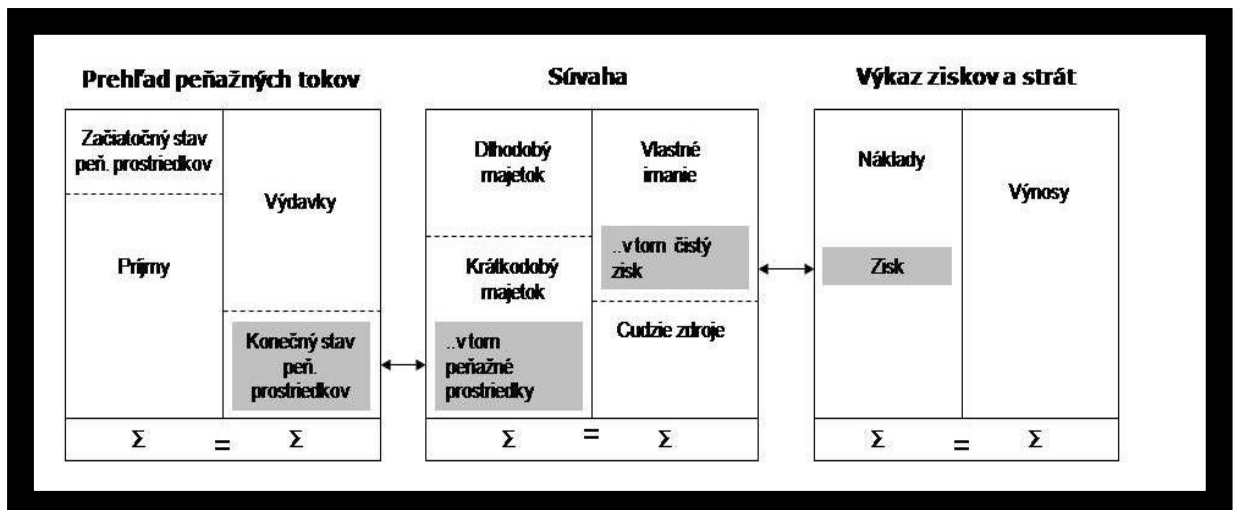 Prehľad peňažných tokov
Začiatočný stav
peň. prostriedkov
Príjmy
Výdavky
Konečný stav
peň.
prostriedkov
Σ = Σ
Súvaha
Dlhodobý
majetok
Krátkodobý
majetok
..v tom
peňažné
prostriedky
Vlastné
imanie
..v tom čistý
zisk
Cudzie zdroje
Σ = Σ
Výkaz ziskov a strát
Náklady
Zisk
Výnosy
Σ = Σ